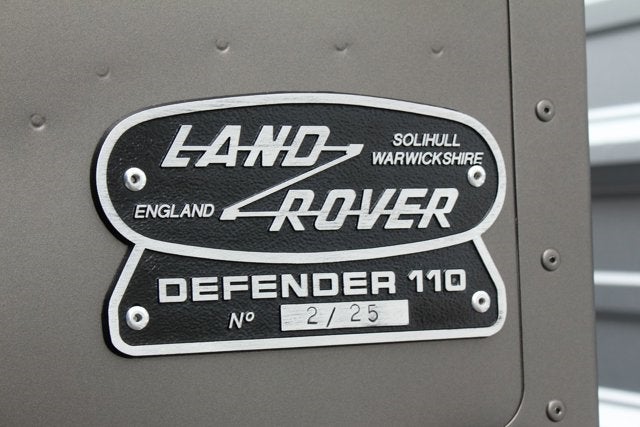 LAND
SOLIHULL
WARWICKSHIRE
ENGLAND
ROVER
DEFENDER 110
Nº 2/25